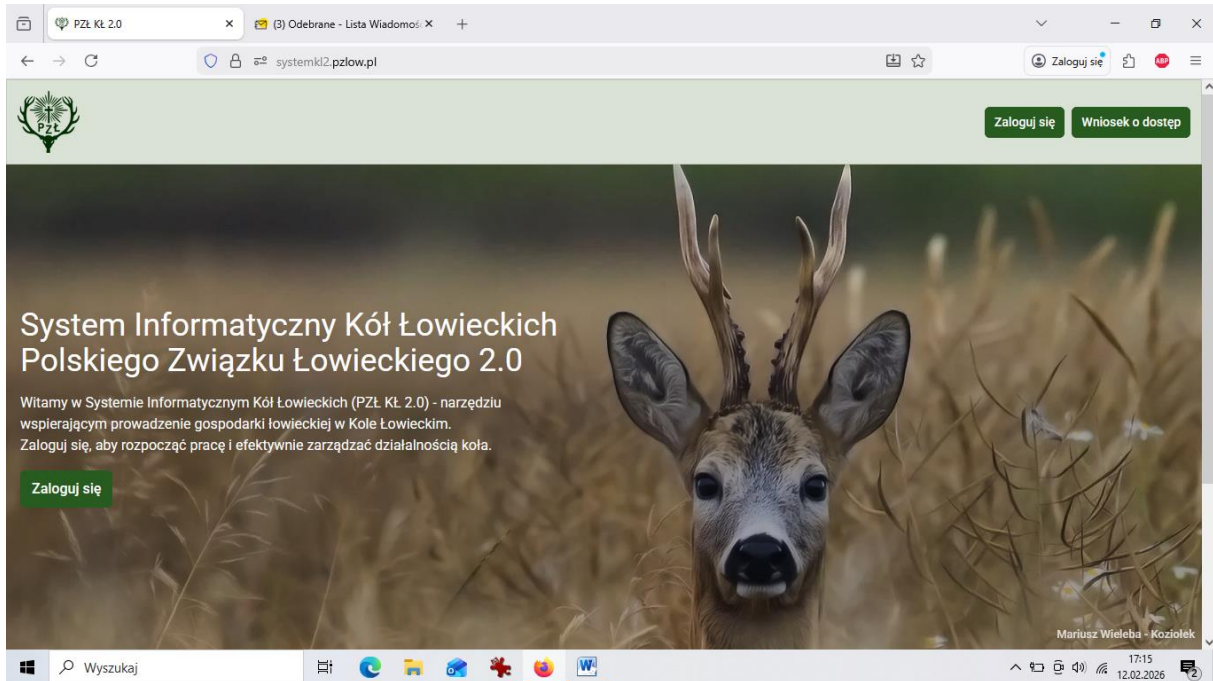 PZŁ KŁ 2.0
(3) Odebrane - Lista Wiadomoś
systemkl2.pzlow.pl
Zaloguj się
ABP
PZŁ
Zaloguj się
Wniosek o dostęp
System Informatyczny Kół Łowieckich
Polskiego Związku Łowieckiego 2.0
Witamy w Systemie Informatycznym Kół Łowieckich (PZŁ KŁ 2.0) - narzędziu
wspierającym prowadzenie gospodarki łowieckiej w Kole Łowieckim.
Zaloguj się, aby rozpocząć pracę i efektywnie zarządzać działalnością koła.
Zaloguj się
Mariusz Wieleba - Koziołek
Wyszukaj
W
17:15
12.02.2026
2